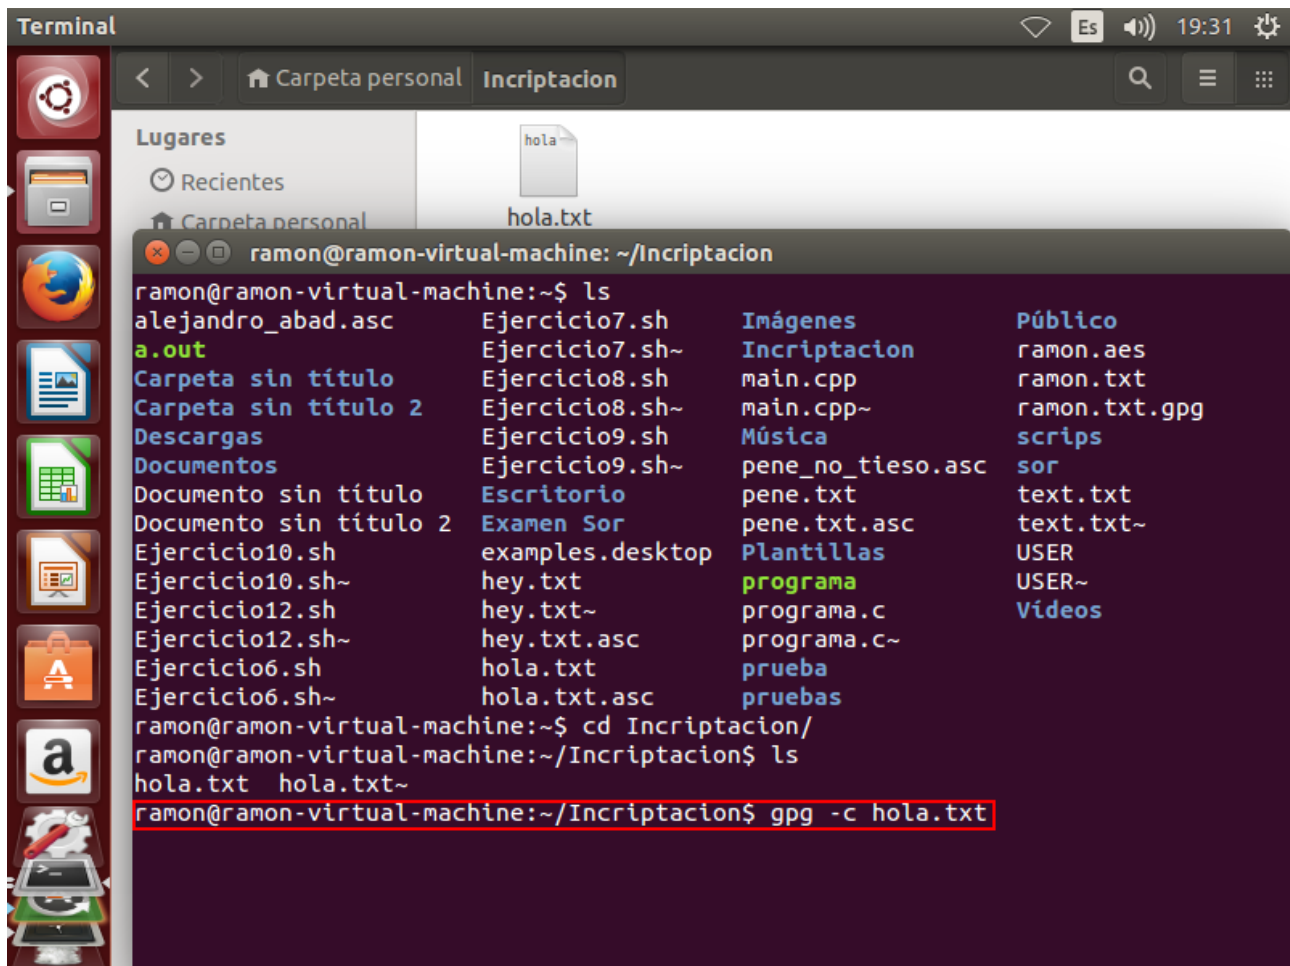 Terminal Es 19:31
Carpeta personal Incriptacion
Lugares
hola
Recientes
Carpeta personal
hola.txt
ramon@ramon-virtual-machine: ~/Incriptacion
ramon@ramon-virtual-machine:~$ ls
alejandro_abad.asc Ejercicio7.sh Imágenes Público
a.out Ejercicio7.sh~ Incriptacion ramon.aes
Carpeta sin título Ejercicio8.sh main.cpp ramon.txt
Carpeta sin título 2 Ejercicio8.sh~ main.cpp~ ramon.txt.gpg
Descargas Ejercicio9.sh Música scrips
Documentos Ejercicio9.sh~ pene_no_tieso.asc sor
Documento sin título Escritorio pene.txt text.txt
Documento sin título 2 Examen Sor pene.txt.asc text.txt~
Ejercicio10.sh examples.desktop Plantillas USER
Ejercicio10.sh~ hey.txt programa USER~
Ejercicio12.sh hey.txt~ programa.c Vídeos
Ejercicio12.sh~ hey.txt.asc programa.c~
Ejercicio6.sh hola.txt prueba
Ejercicio6.sh~ hola.txt.asc pruebas
ramon@ramon-virtual-machine:~$ cd Incriptacion/
ramon@ramon-virtual-machine:~/Incriptacion$ ls
hola.txt hola.txt~
ramon@ramon-virtual-machine:~/Incriptacion$ gpg -c hola.txt